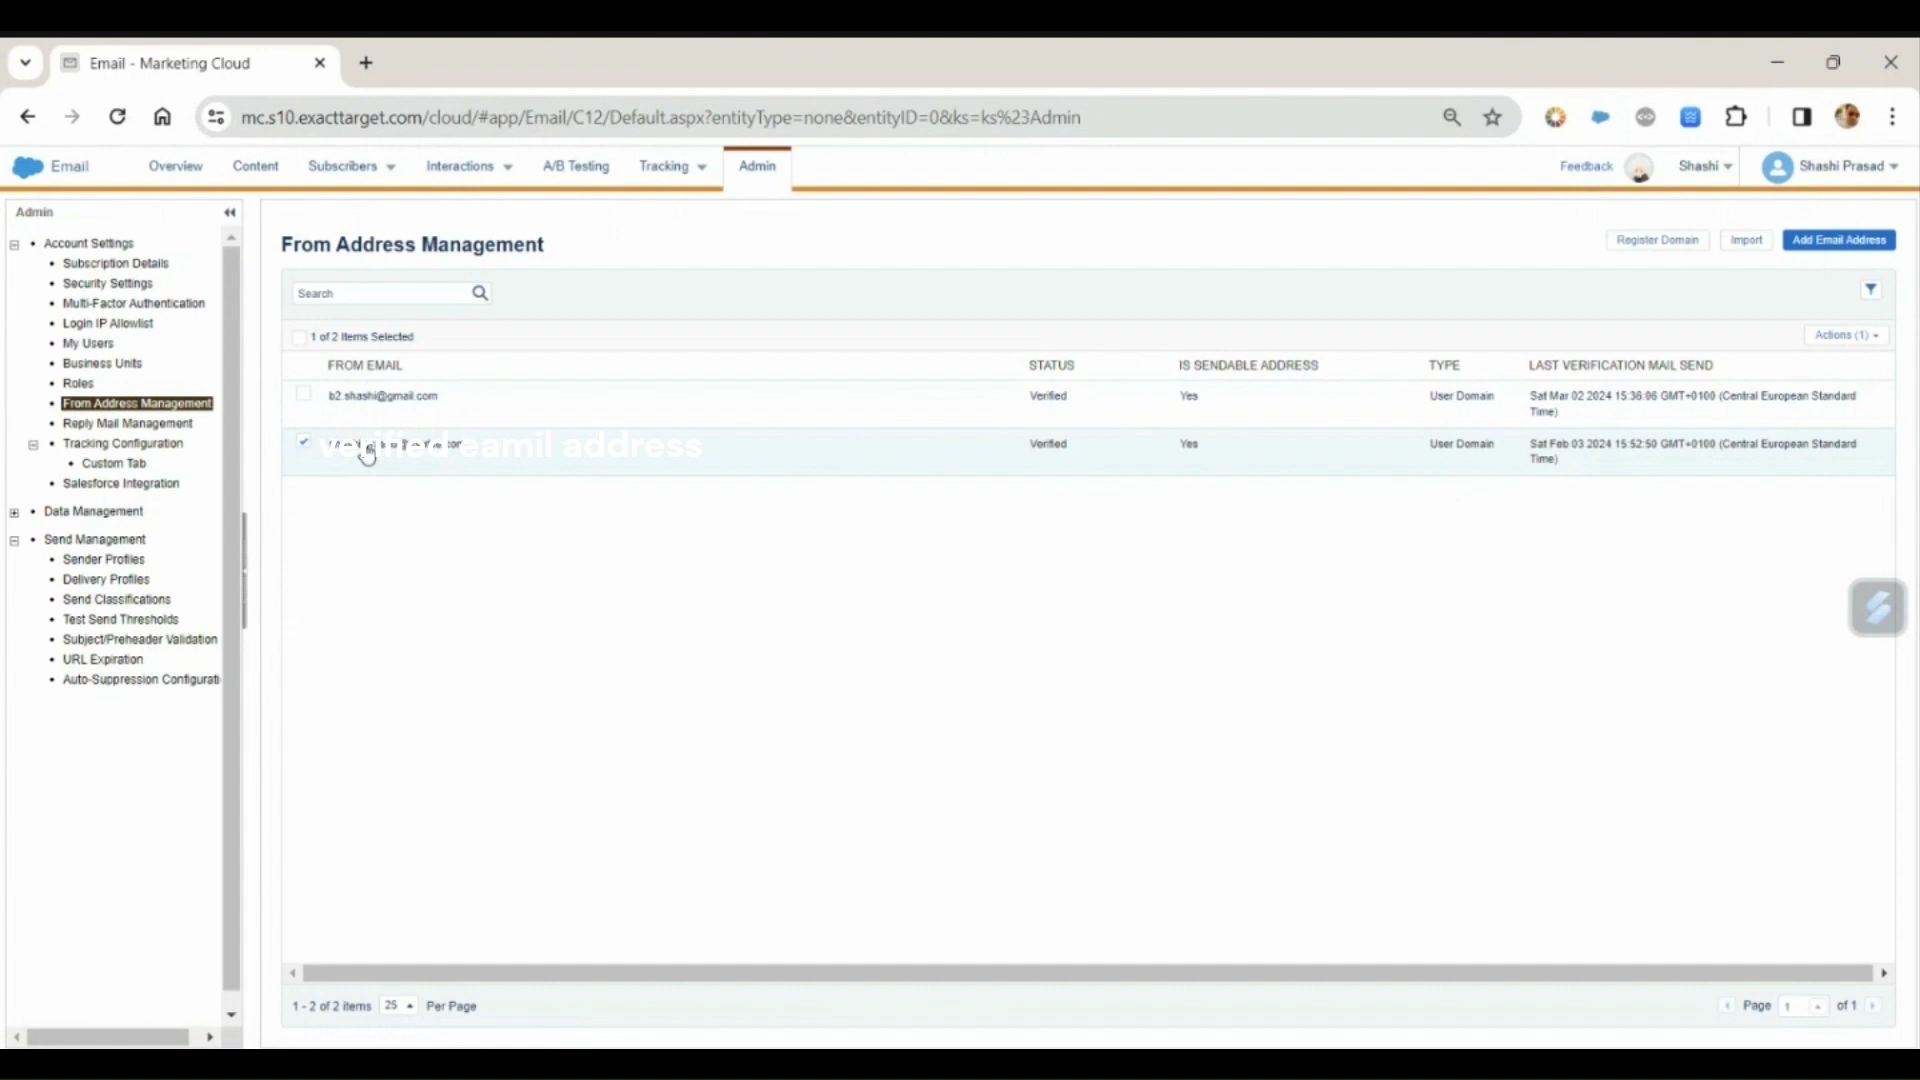 Email - Marketing Cloud
mc.s10.exacttarget.com/cloud/#app/Email/C12/Default.aspx?entityType=none&entityID=0&ks=ks%23Admin
Email Overview Content Subscribers Interactions A/B Testing Tracking Admin Feedback Shashi Shashi Prasad
Admin
Account Settings
Subscription Details
Security Settings
Multi-Factor Authentication
Login IP Allowlist
My Users
Business Units
Roles
From Address Management
Reply Mail Management
Tracking Configuration
Custom Tab
Salesforce Integration
Data Management
Send Management
Sender Profiles
Delivery Profiles
Send Classifications
Test Send Thresholds
Subject/Preheader Validation
URL Expiration
Auto-Suppression Configurati
From Address Management
Register Domain Import Add Email Address
Search
1 of 2 Items Selected Actions (1)
FROM EMAIL STATUS IS SENDABLE ADDRESS TYPE LAST VERIFICATION MAIL SEND
b2.shashi@gmail.com Verified Yes User Domain Sat Mar 02 2024 15:36:06 GMT+0100 (Central European Standard
Time)
verified eamil address
Verified Yes User Domain Sat Feb 03 2024 15:52:50 GMT+0100 (Central European Standard
Time)
1 - 2 of 2 items 25 Per Page Page 1 of 1